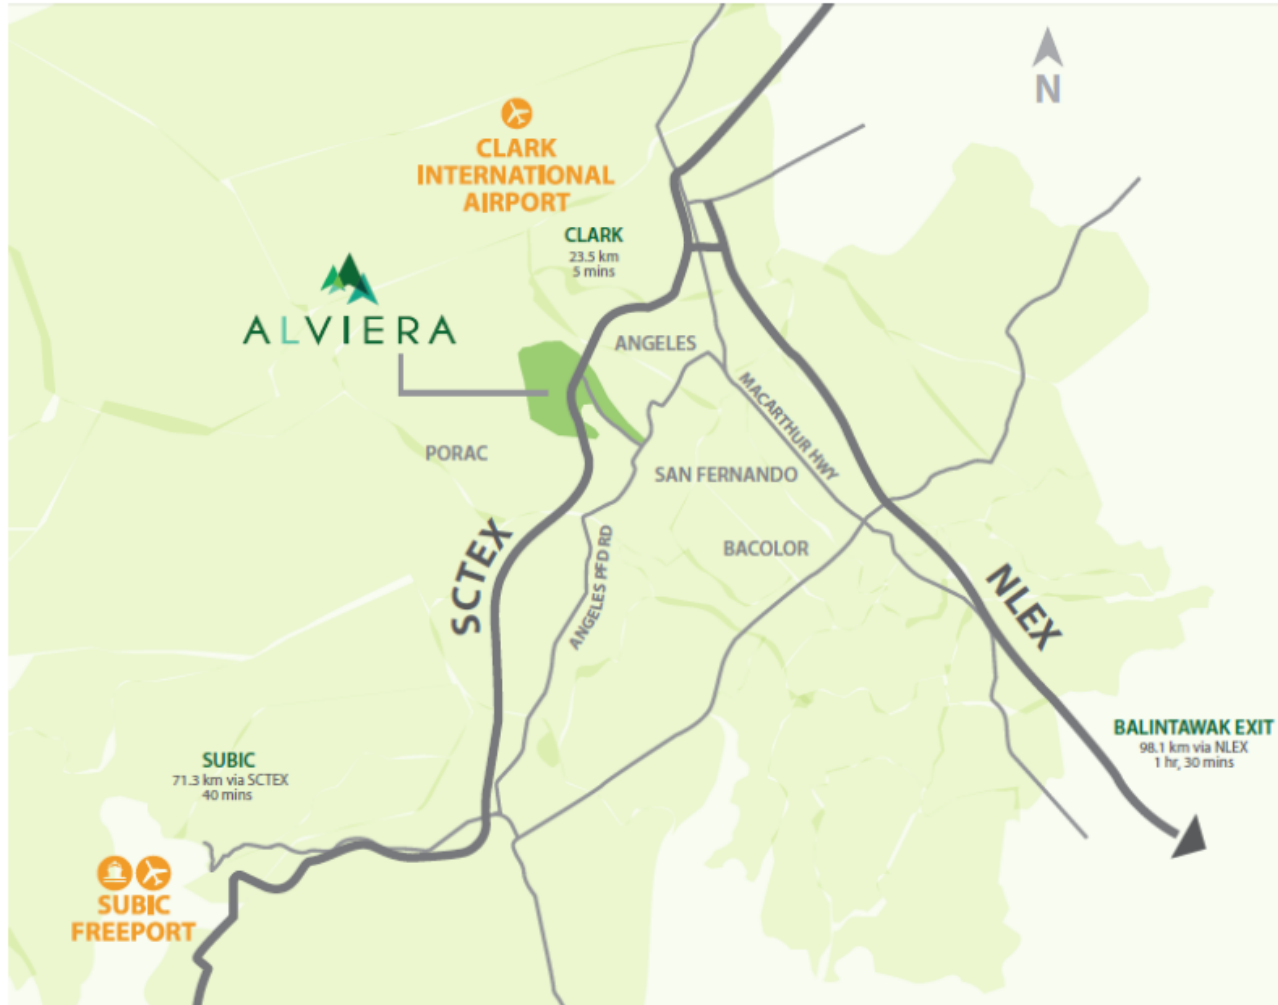 N
CLARK
INTERNATIONAL
AIRPORT
CLARK
23.5 km
5 mins
ALVIERA
ANGELES
MACARTHUR HWY
PORAC
SAN FERNANDO
SCTEX
BACOLOR
ANGELES PFD RD
NLEX
BALINTAWAK EXIT
98.1 km via NLEX
1 hr, 30 mins
SUBIC
71.3 km via SCTEX
40 mins
SUBIC
FREEPORT